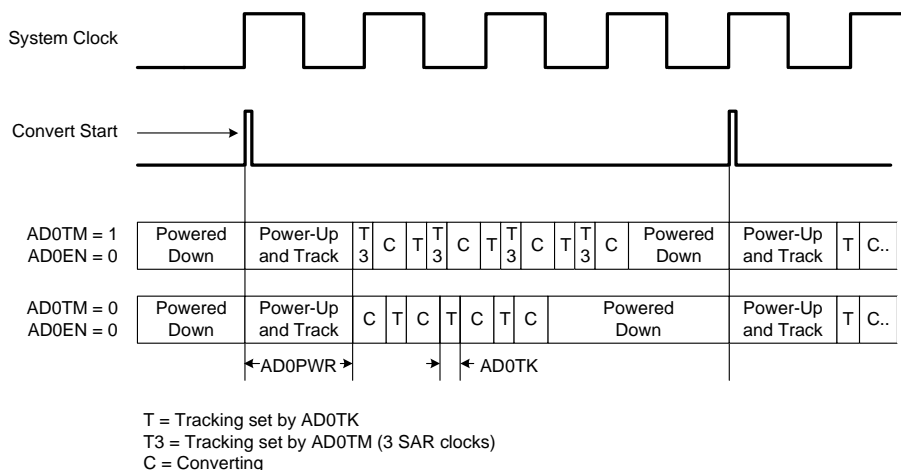 System Clock
Convert Start
AD0TM = 1
AD0EN = 0
Powered
Down
Power-Up
and Track
T
3
C
T
T
3
C
T
T
3
C
T
T
3
C
Powered
Down
Power-Up
and Track
T
C..
AD0TM = 0
AD0EN = 0
Powered
Down
Power-Up
and Track
C
T
C
T
C
T
C
Powered
Down
Power-Up
and Track
T
C..
AD0PWR
AD0TK
T = Tracking set by AD0TK
T3 = Tracking set by AD0TM (3 SAR clocks)
C = Converting